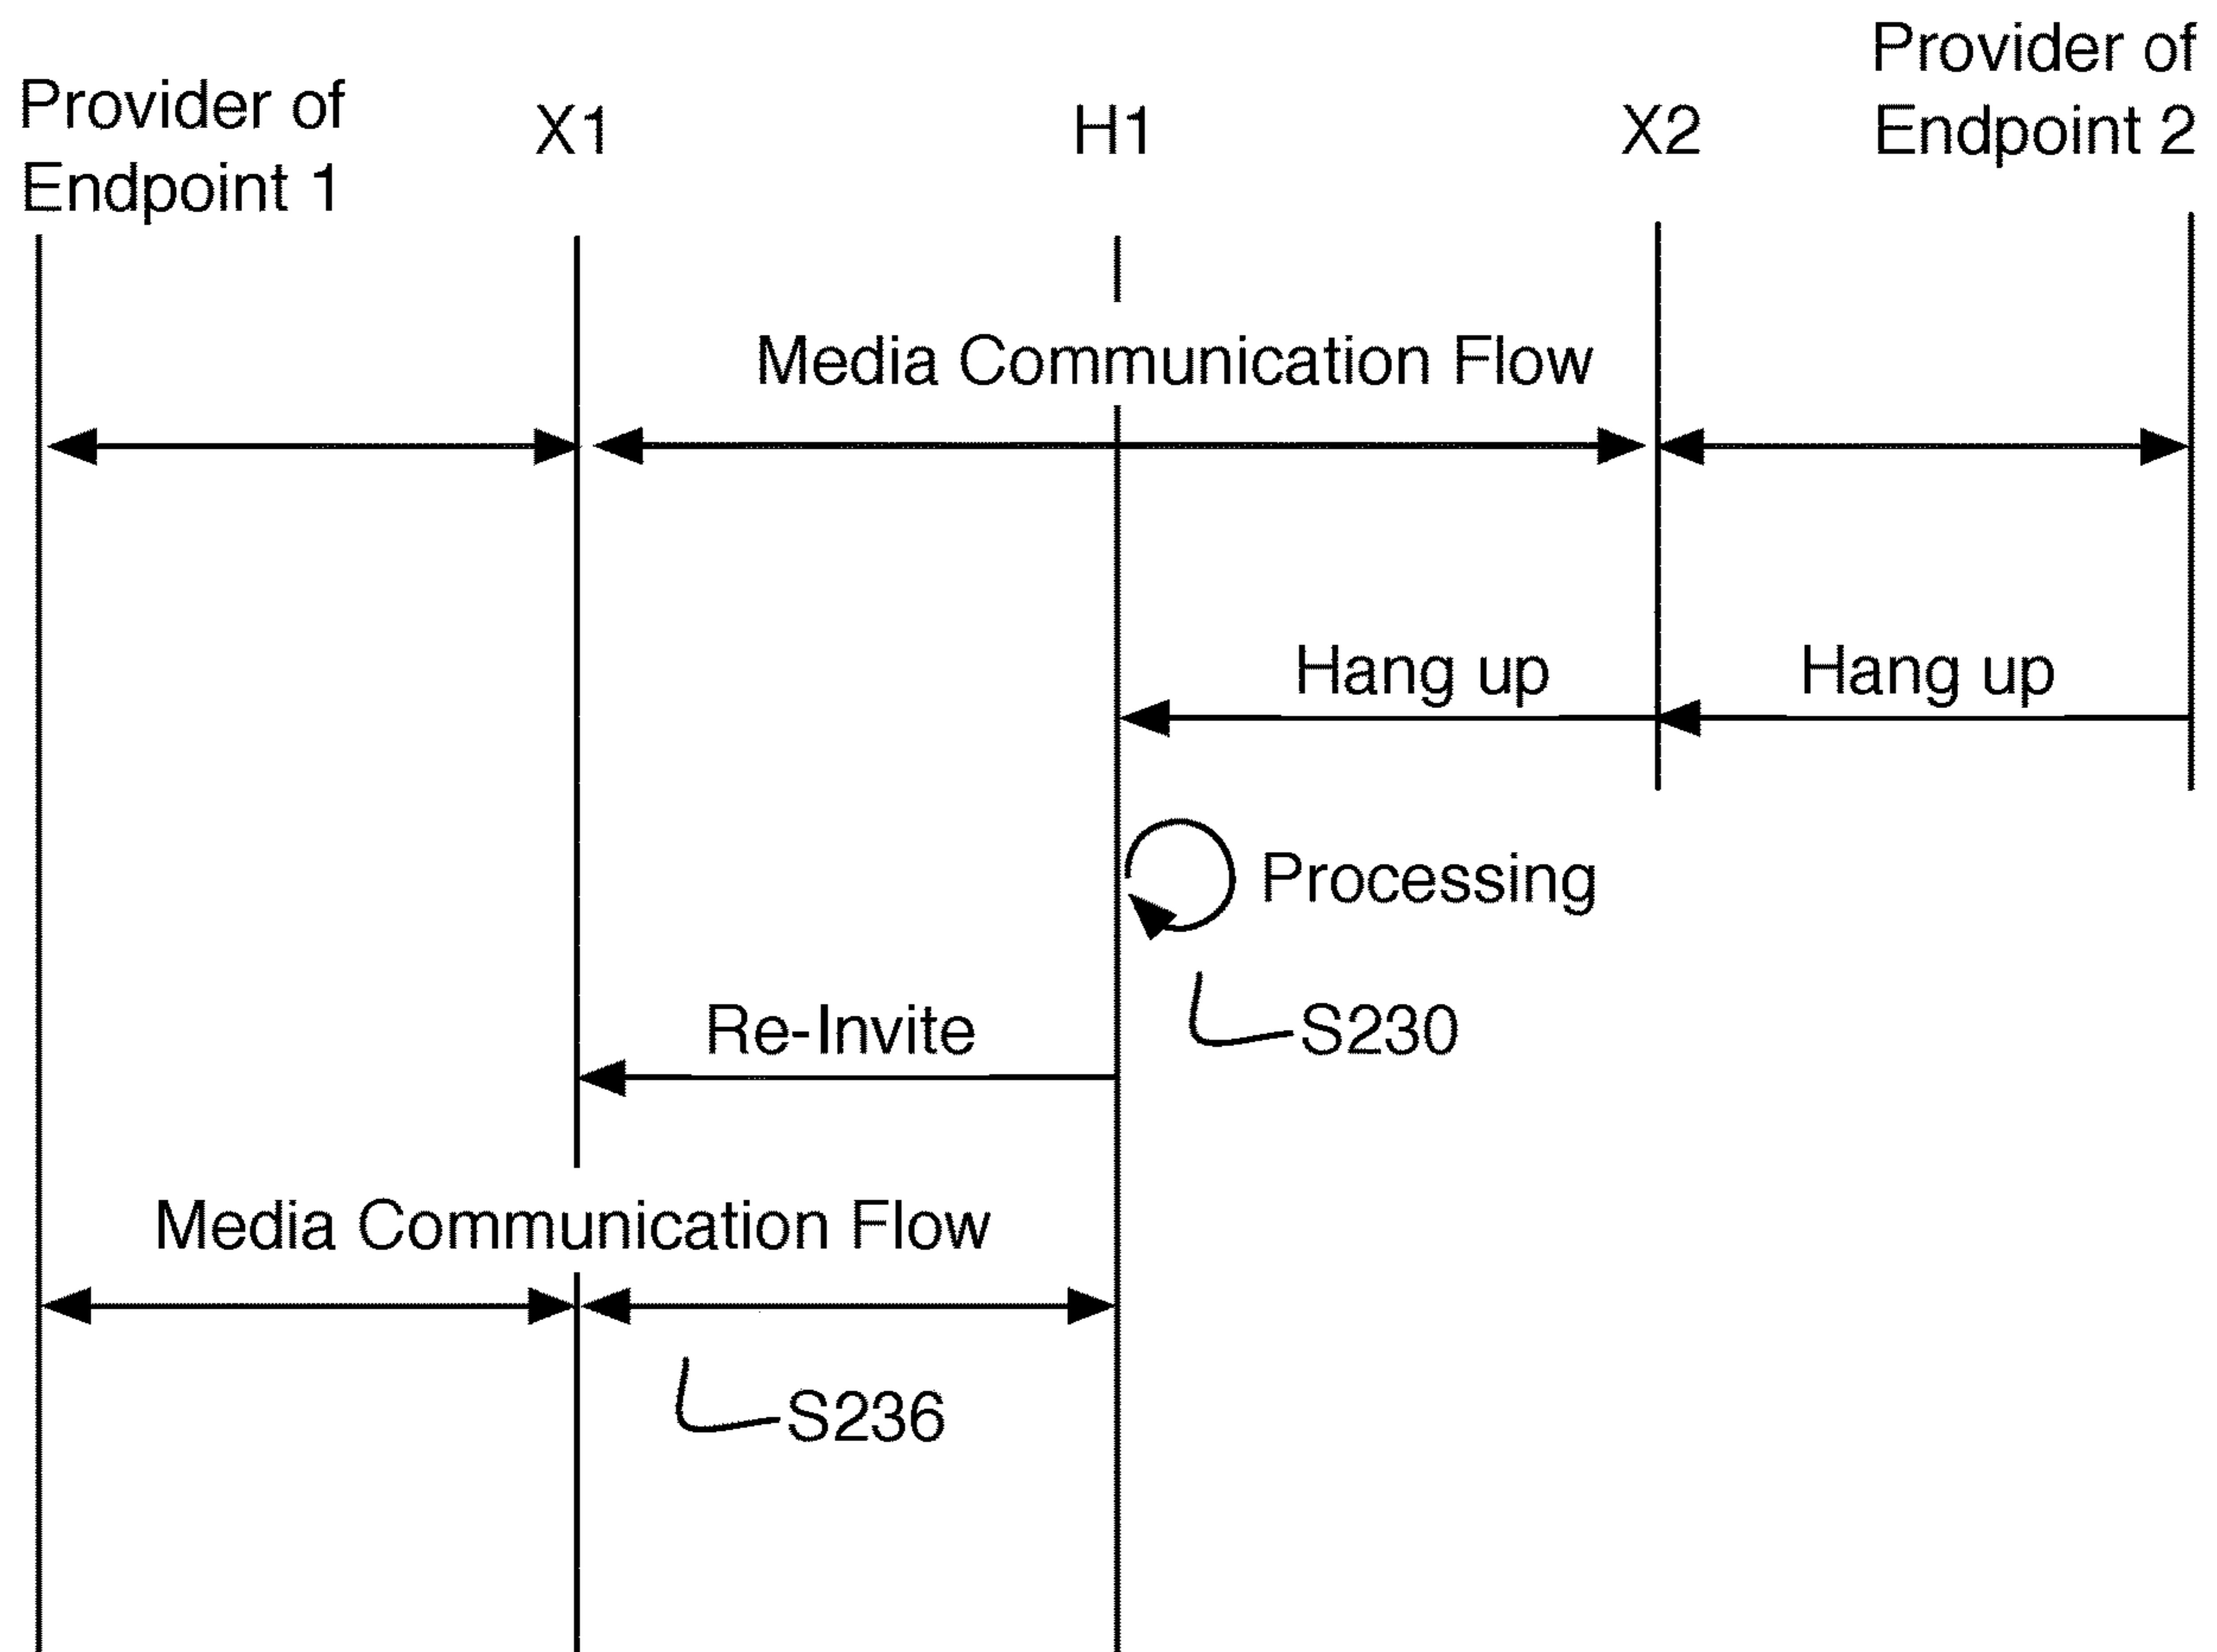 Provider of
Endpoint 1
X1
H1
X2
Provider of
Endpoint 2
Media Communication Flow
Hang up
Hang up
Processing
S230
Re-Invite
Media Communication Flow
S236